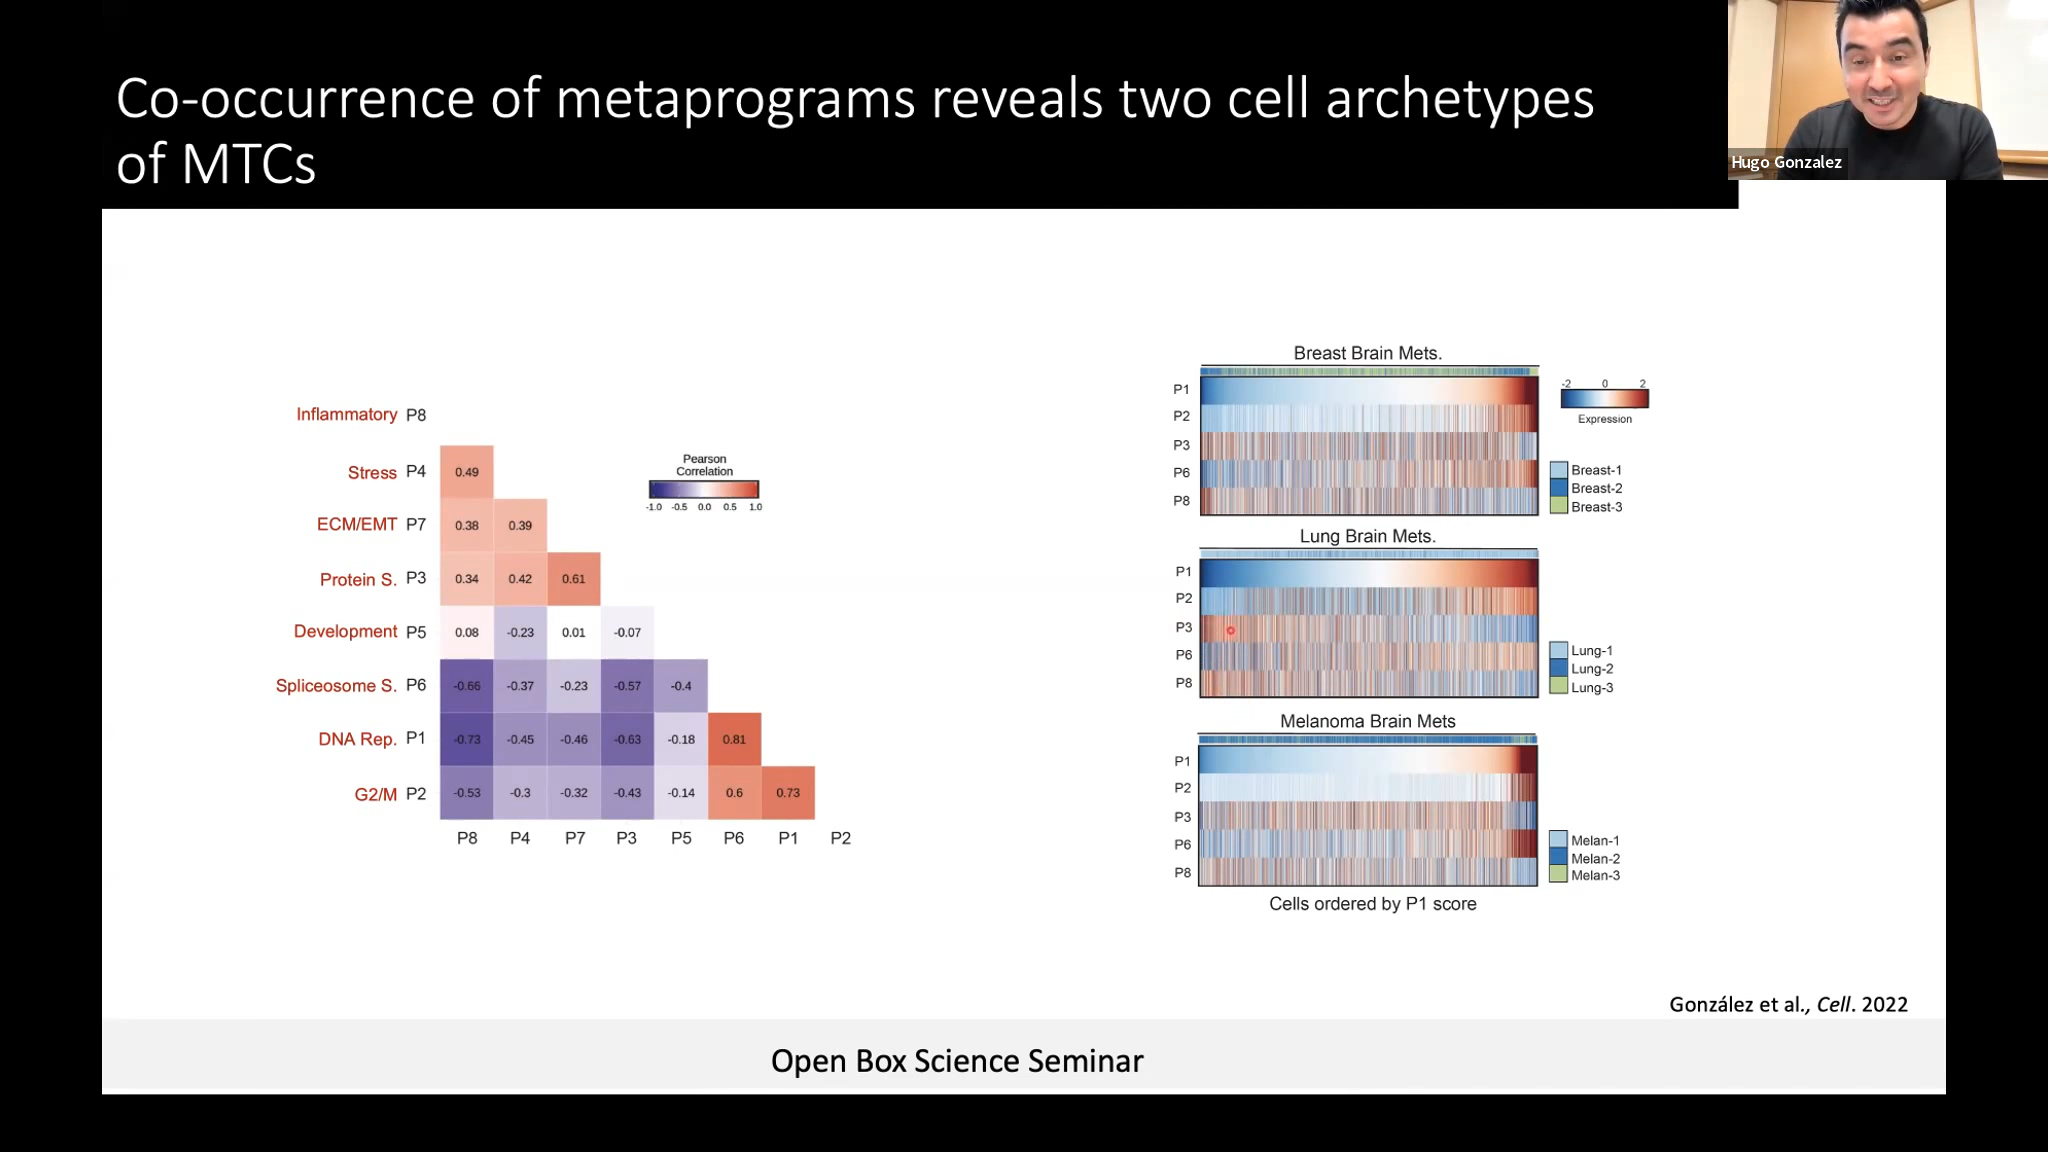 Co-occurrence of metaprograms reveals two cell archetypes
of MTCs
Hugo Gonzalez
Inflammatory P8
Stress P4 0.49
ECM/EMT P7 0.38 0.39
Protein S. P3 0.34 0.42 0.61
Development P5 0.08 -0.23 0.01 -0.07
Spliceosome S. P6 -0.66 -0.37 -0.23 -0.57 -0.4
DNA Rep. P1 -0.73 -0.45 -0.46 -0.63 -0.18 0.81
G2/M P2 -0.53 -0.3 -0.32 -0.43 -0.14 0.6 0.73
P8 P4 P7 P3 P5 P6 P1 P2
Pearson
Correlation
-1.0 -0.5 0.0 0.5 1.0
Breast Brain Mets.
P1
P2
P3
P6
P8
-2 0 2
Expression
Breast-1
Breast-2
Breast-3
Lung Brain Mets.
P1
P2
P3
P6
P8
Lung-1
Lung-2
Lung-3
Melanoma Brain Mets
P1
P2
P3
P6
P8
Melan-1
Melan-2
Melan-3
Cells ordered by P1 score
González et al., Cell. 2022
Open Box Science Seminar